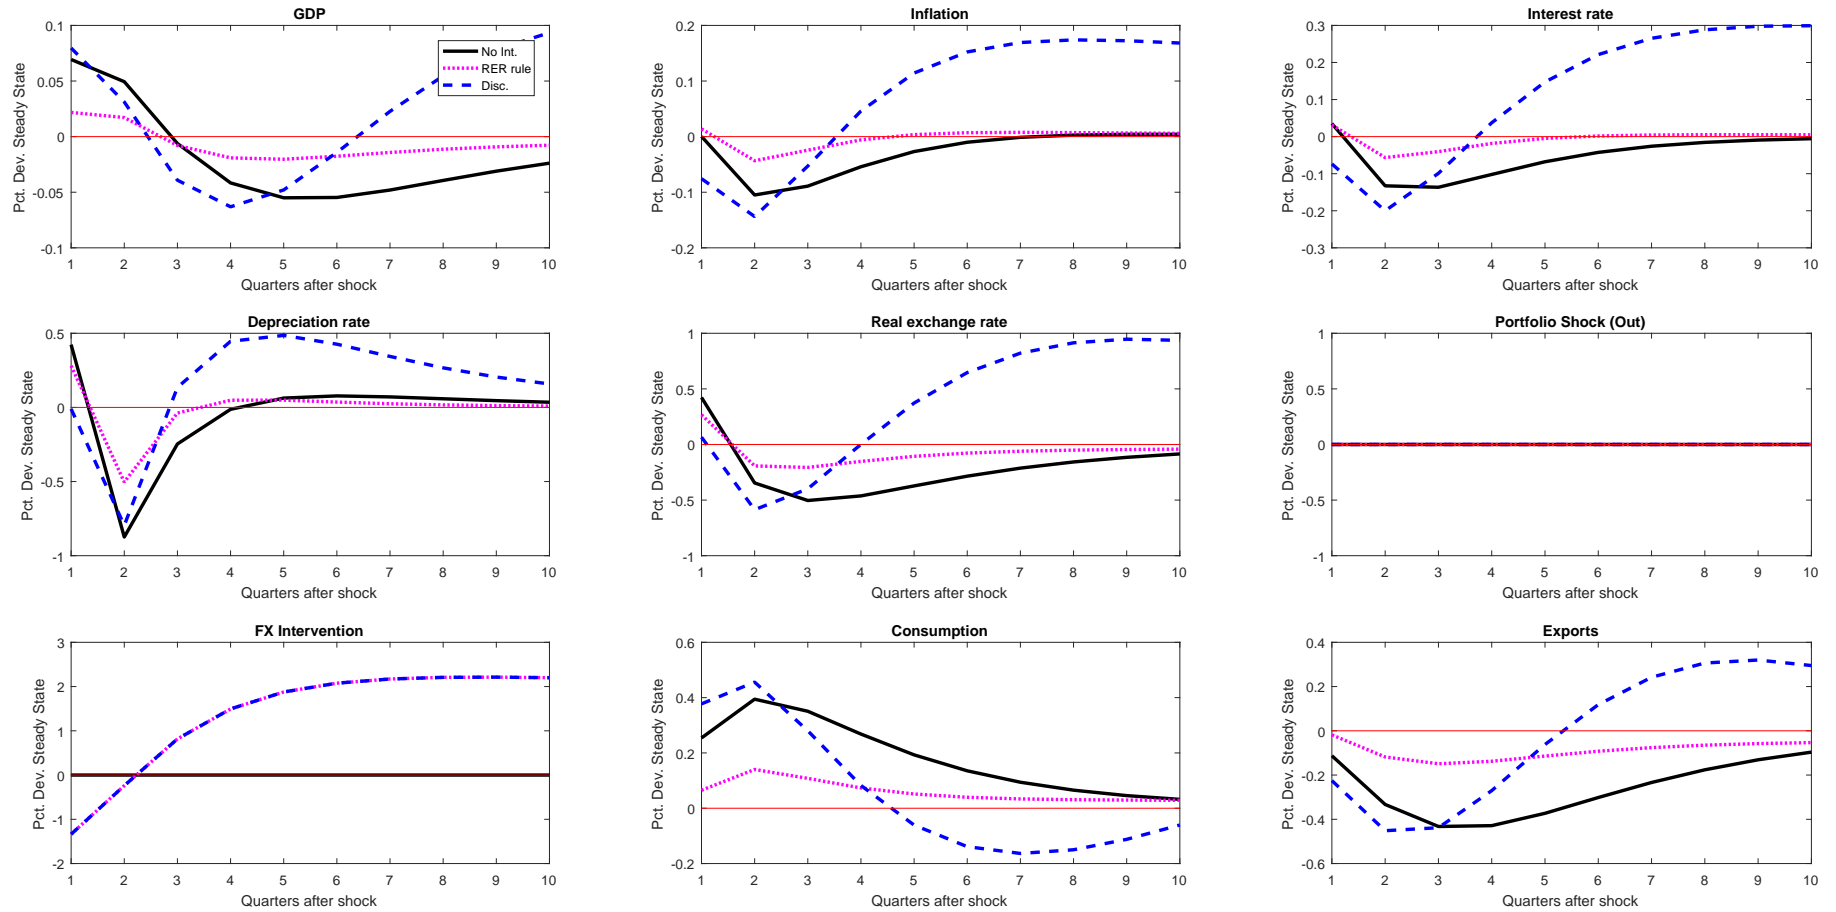 GDP
0.1
0.05
0
-0.05
-0.1
Pct. Dev. Steady State
1 2 3 4 5 6 7 8 9 10
Quarters after shock
No Int.
RER rule
Disc.
Inflation
0.2
0.1
0
-0.1
-0.2
Pct. Dev. Steady State
1 2 3 4 5 6 7 8 9 10
Quarters after shock
Interest rate
0.3
0.2
0.1
0
-0.1
-0.2
-0.3
Pct. Dev. Steady State
1 2 3 4 5 6 7 8 9 10
Quarters after shock
Depreciation rate
0.5
0
-0.5
-1
Pct. Dev. Steady State
1 2 3 4 5 6 7 8 9 10
Quarters after shock
Real exchange rate
1
0.5
0
-0.5
-1
Pct. Dev. Steady State
1 2 3 4 5 6 7 8 9 10
Quarters after shock
Portfolio Shock (Out)
1
0.5
0
-0.5
-1
Pct. Dev. Steady State
1 2 3 4 5 6 7 8 9 10
Quarters after shock
FX Intervention
3
2
1
0
-1
-2
Pct. Dev. Steady State
1 2 3 4 5 6 7 8 9 10
Quarters after shock
Consumption
0.6
0.4
0.2
0
-0.2
Pct. Dev. Steady State
1 2 3 4 5 6 7 8 9 10
Quarters after shock
Exports
0.4
0.2
0
-0.2
-0.4
-0.6
Pct. Dev. Steady State
1 2 3 4 5 6 7 8 9 10
Quarters after shock